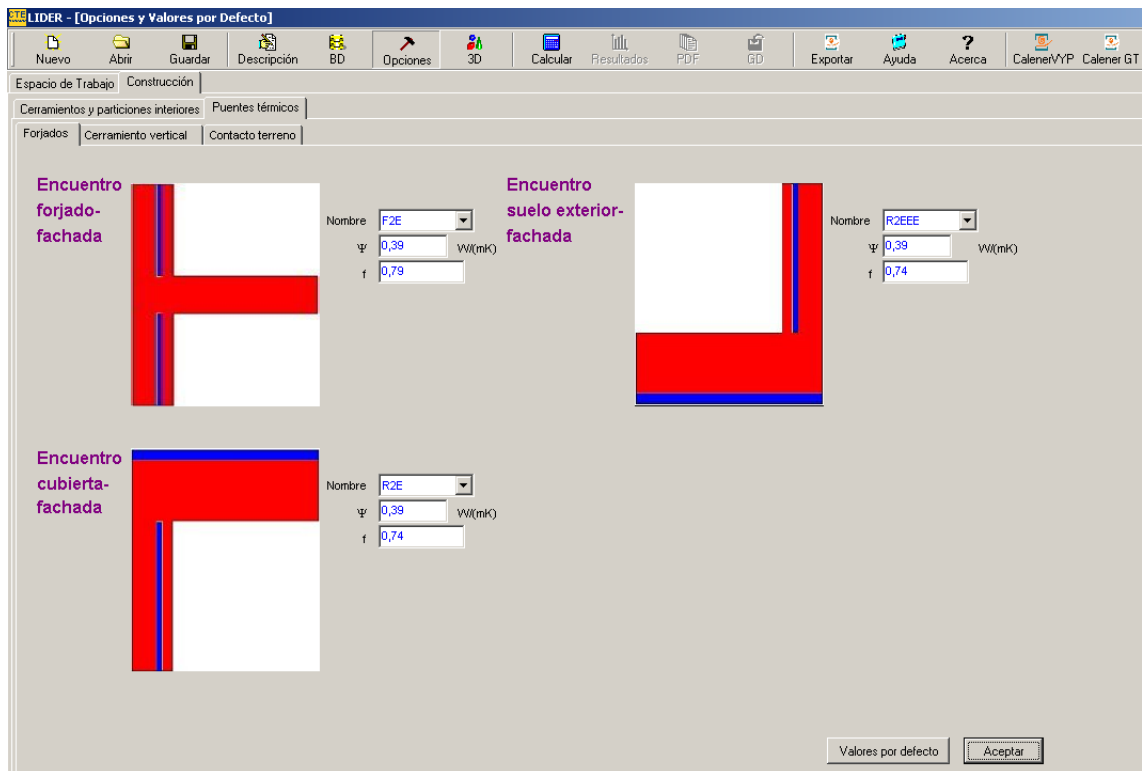 CTE LIDER - [Opciones y Valores por Defecto]
Nuevo Abrir Guardar Descripción BD Opciones 3D Calcular Resultados PDF GD Exportar Ayuda Acerca CalenerVYP Calener GT
Espacio de Trabajo Construcción
Cerramientos y particiones interiores Puentes térmicos
Forjados Cerramiento vertical Contacto terreno
Encuentro
forjado-
fachada
Nombre F2E
Ψ 0,39 W/(mK)
f 0,79
Encuentro
suelo exterior-
fachada
Nombre R2EEE
Ψ 0,39 W/(mK)
f 0,74
Encuentro
cubierta-
fachada
Nombre R2E
Ψ 0,39 W/(mK)
f 0,74
Valores por defecto Aceptar